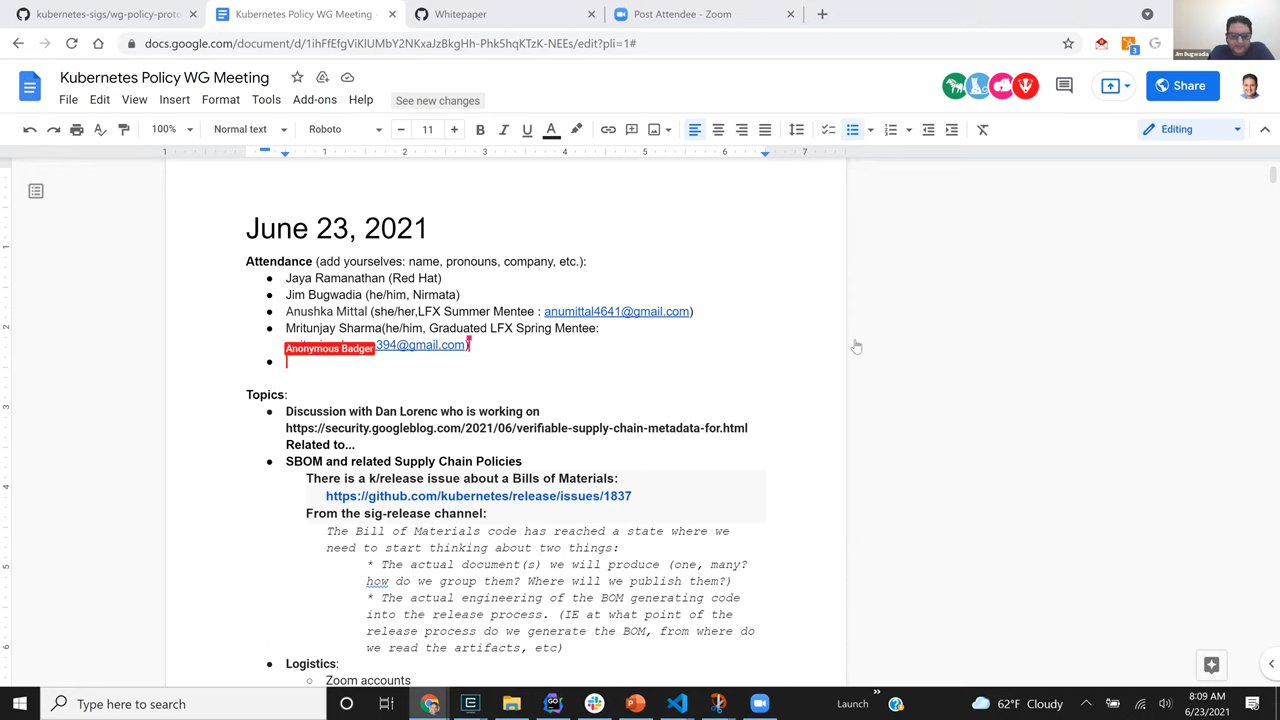 kubernetes-sigs/wg-policy-proto
Kubernetes Policy WG Meeting -
Whitepaper
Post Attendee - Zoom
docs.google.com/document/d/1ihFfEfgViKlUMbY2NKxaJzBkgHh-Phk5hqKTzK-NEEs/edit?pli=1#
3
Jim Bugwadia
Kubernetes Policy WG Meeting
File Edit View Insert Format Tools Add-ons Help See new changes
Share
100% Normal text Roboto 11
Editing
1 1 2 3 4 5 6 7
June 23, 2021
Attendance (add yourselves: name, pronouns, company, etc.):
● Jaya Ramanathan (Red Hat)
● Jim Bugwadia (he/him, Nirmata)
● Anushka Mittal (she/her,LFX Summer Mentee : anumittal4641@gmail.com)
● Mritunjay Sharma(he/him, Graduated LFX Spring Mentee:
394@gmail.com)
Anonymous Badger
●
Topics:
● Discussion with Dan Lorenc who is working on
https://security.googleblog.com/2021/06/verifiable-supply-chain-metadata-for.html
Related to...
● SBOM and related Supply Chain Policies
There is a k/release issue about a Bills of Materials:
https://github.com/kubernetes/release/issues/1837
From the sig-release channel:
The Bill of Materials code has reached a state where we
need to start thinking about two things:
* The actual document(s) we will produce (one, many?
how do we group them? Where will we publish them?)
* The actual engineering of the BOM generating code
into the release process. (IE at what point of the
release process do we generate the BOM, from where do
we read the artifacts, etc)
● Logistics:
○ Zoom accounts
Type here to search
Launch
62°F Cloudy
8:09 AM
6/23/2021